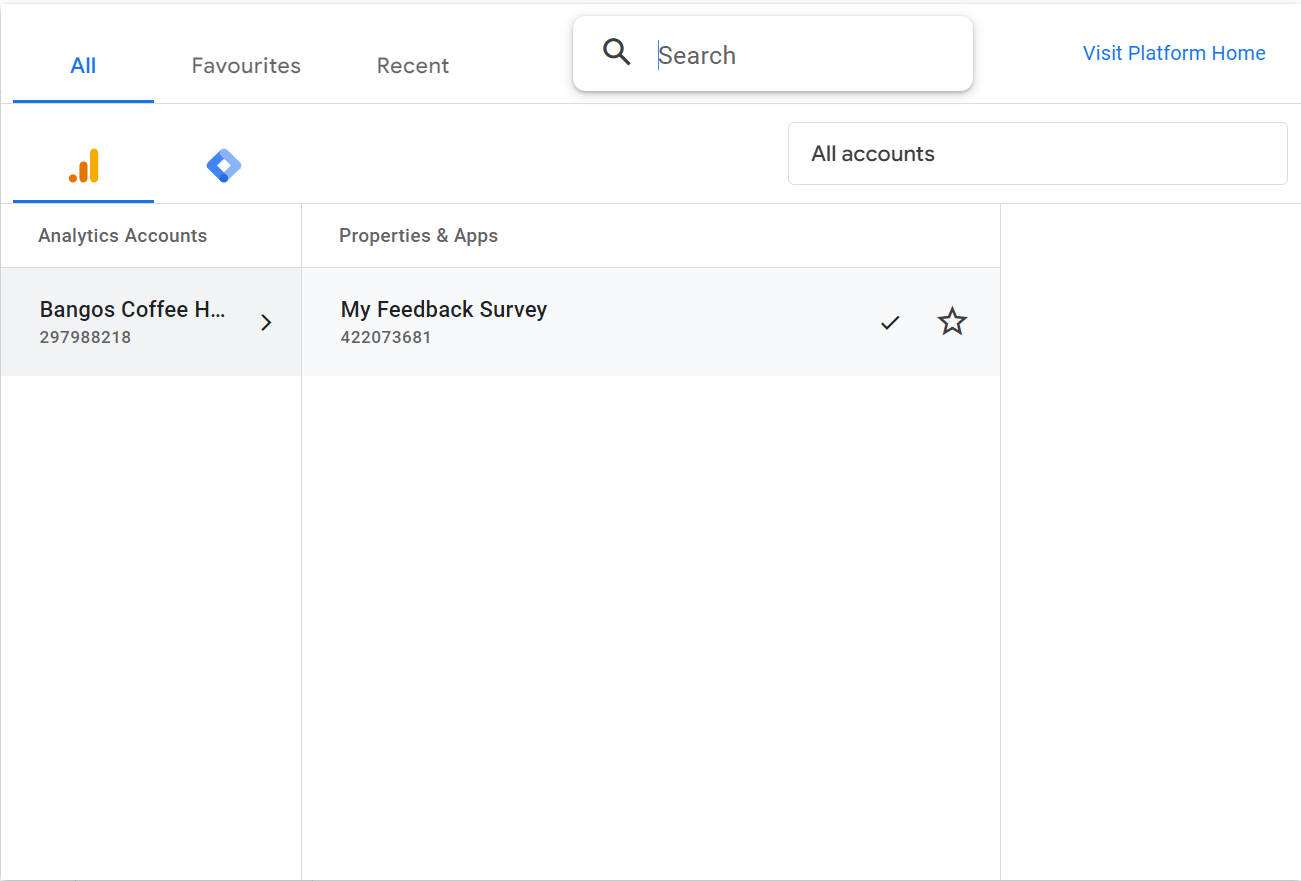 All
Favourites
Recent
Search
Visit Platform Home
All accounts
Analytics Accounts
Properties & Apps
Bangos Coffee H...
297988218
My Feedback Survey
422073681